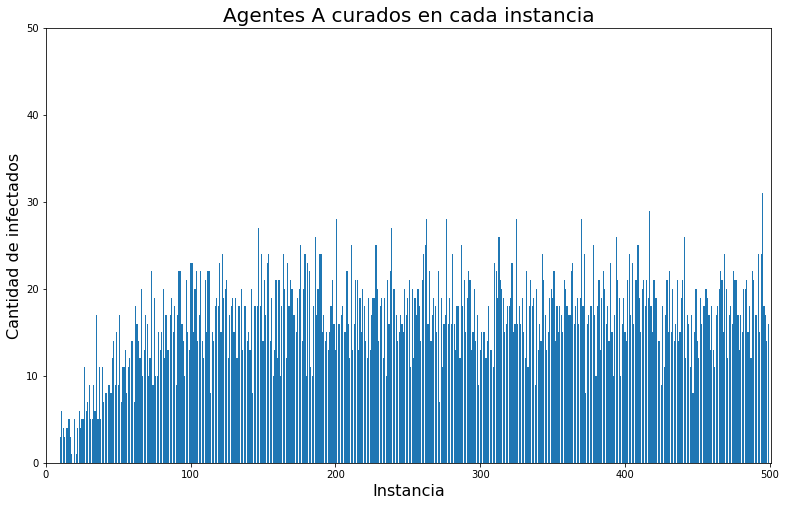 Agentes A curados en cada instancia
Cantidad de infectados
50
40
30
20
10
0
0 100 200 300 400 500
Instancia